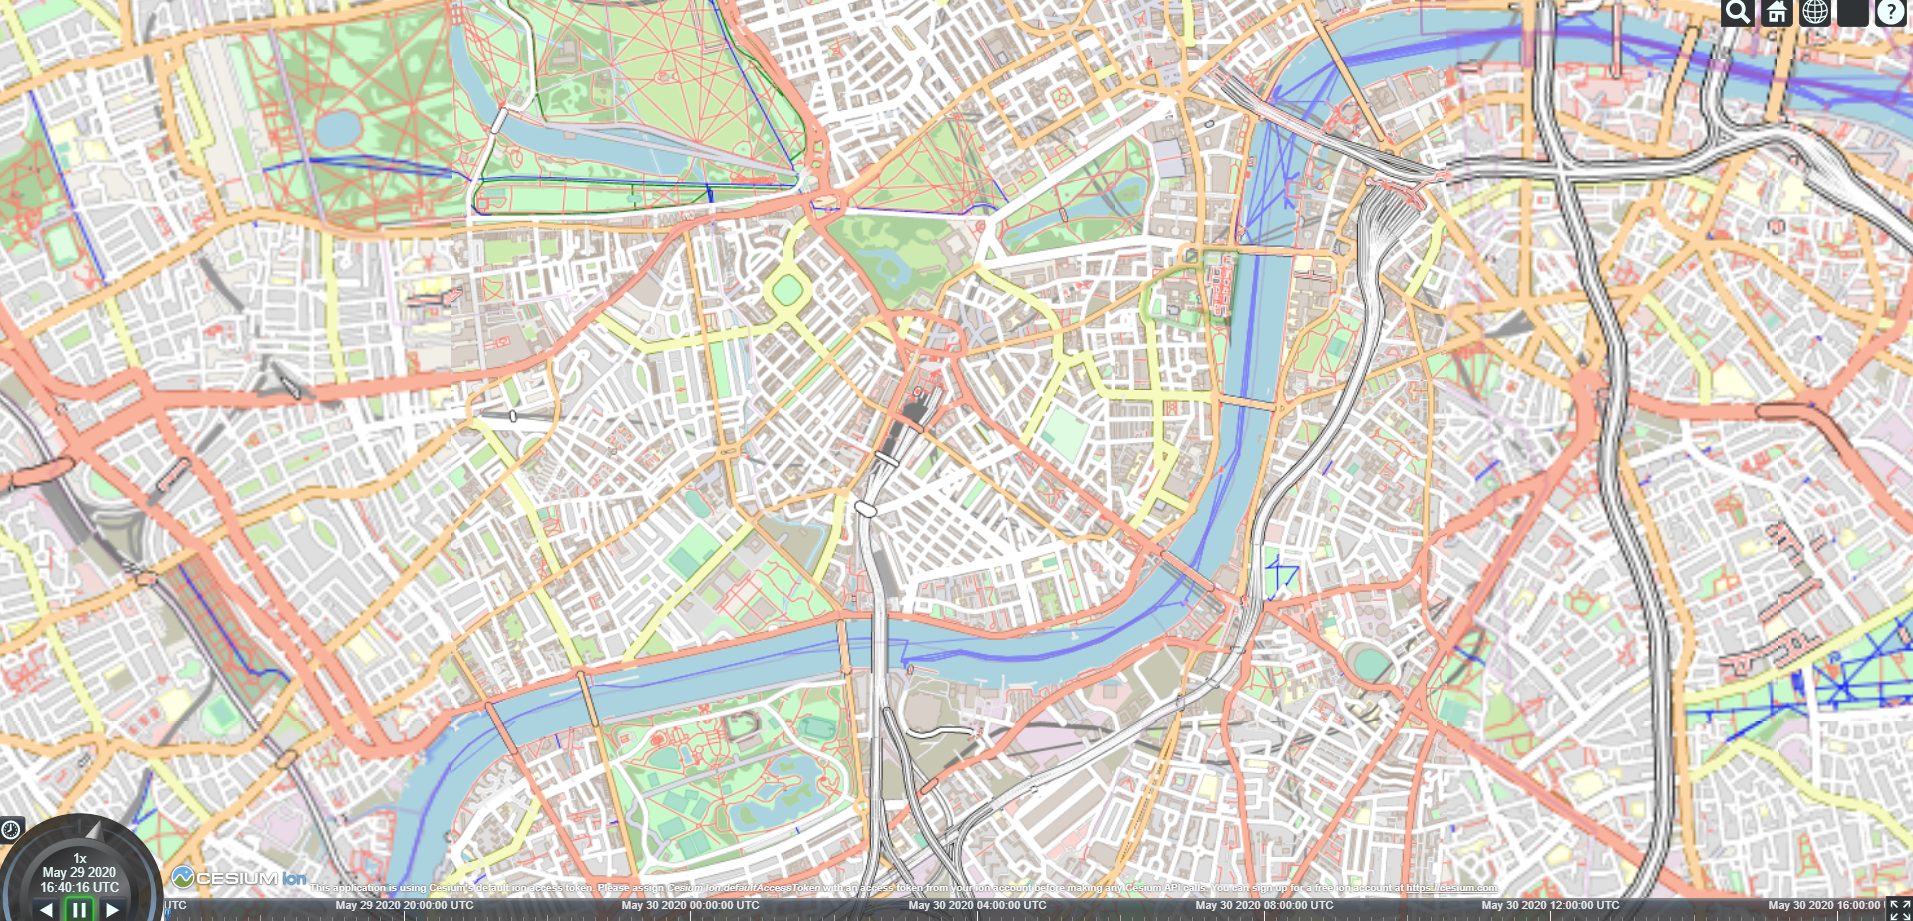 ?
1x
May 29 2020
16:40:16 UTC
CESIUM ion
This application is using Cesium's default ion access token. Please assign Cesium.Ion.defaultAccessToken with an access token from your ion account before making any Cesium API calls. You can sign up for a free ion account at https://cesium.com.
UTC
May 29 2020 20:00:00 UTC
May 30 2020 00:00:00 UTC
May 30 2020 04:00:00 UTC
May 30 2020 08:00:00 UTC
May 30 2020 12:00:00 UTC
May 30 2020 16:00:00